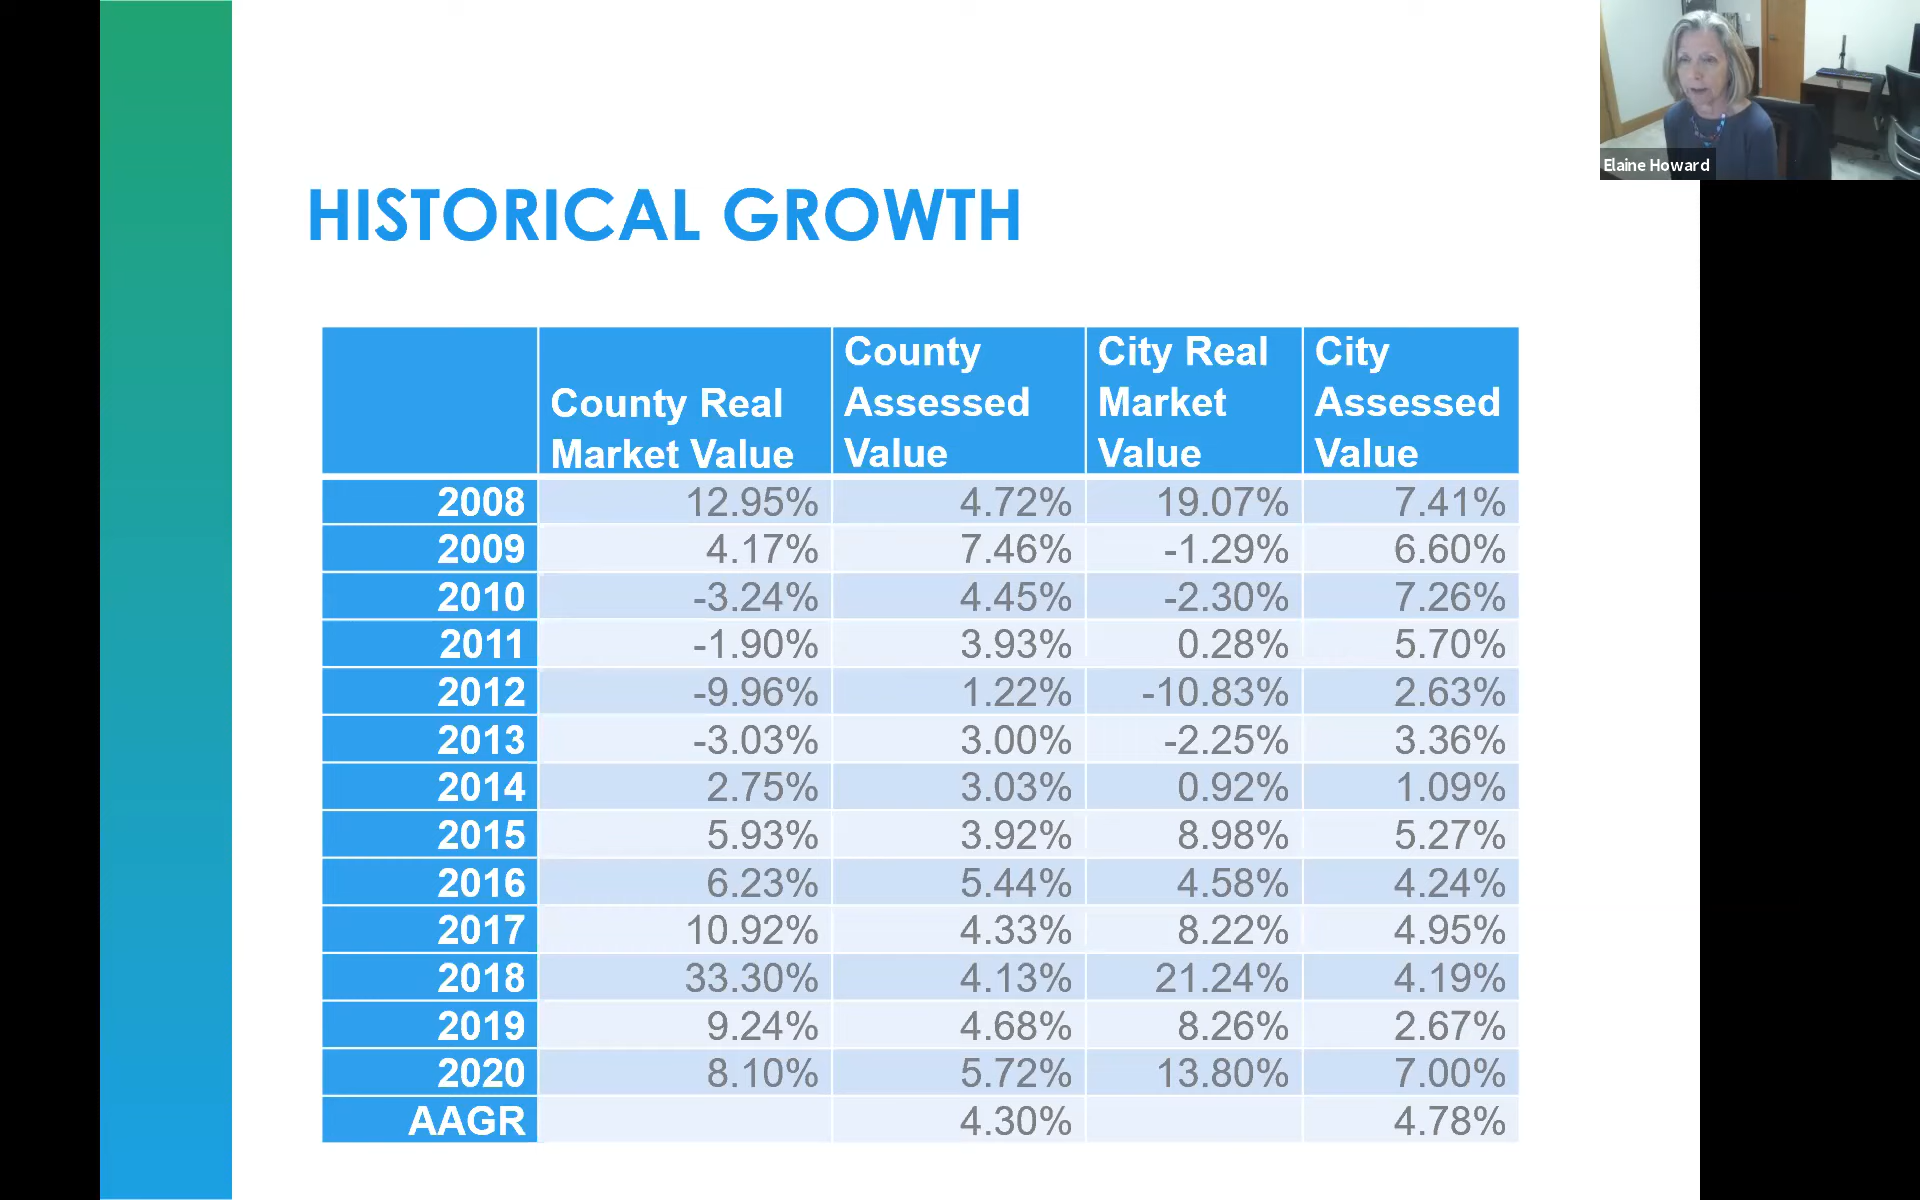 Elaine Howard
HISTORICAL GROWTH
County Real Market Value County Assessed Value City Real Market Value City Assessed Value
2008 12.95% 4.72% 19.07% 7.41%
2009 4.17% 7.46% -1.29% 6.60%
2010 -3.24% 4.45% -2.30% 7.26%
2011 -1.90% 3.93% 0.28% 5.70%
2012 -9.96% 1.22% -10.83% 2.63%
2013 -3.03% 3.00% -2.25% 3.36%
2014 2.75% 3.03% 0.92% 1.09%
2015 5.93% 3.92% 8.98% 5.27%
2016 6.23% 5.44% 4.58% 4.24%
2017 10.92% 4.33% 8.22% 4.95%
2018 33.30% 4.13% 21.24% 4.19%
2019 9.24% 4.68% 8.26% 2.67%
2020 8.10% 5.72% 13.80% 7.00%
AAGR 4.30% 4.78%